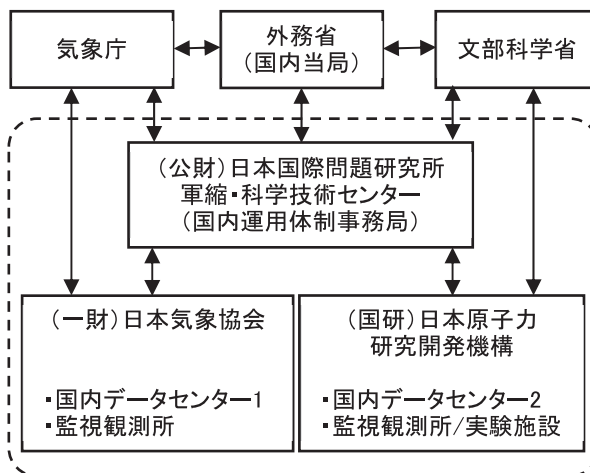 気象庁
外務省
(国内当局)
文部科学省
(公財)日本国際問題研究所
軍縮・科学技術センター
(国内運用体制事務局)
(一財)日本気象協会
・国内データセンター1
・監視観測所
(国研)日本原子力
研究開発機構
・国内データセンター2
・監視観測所/実験施設